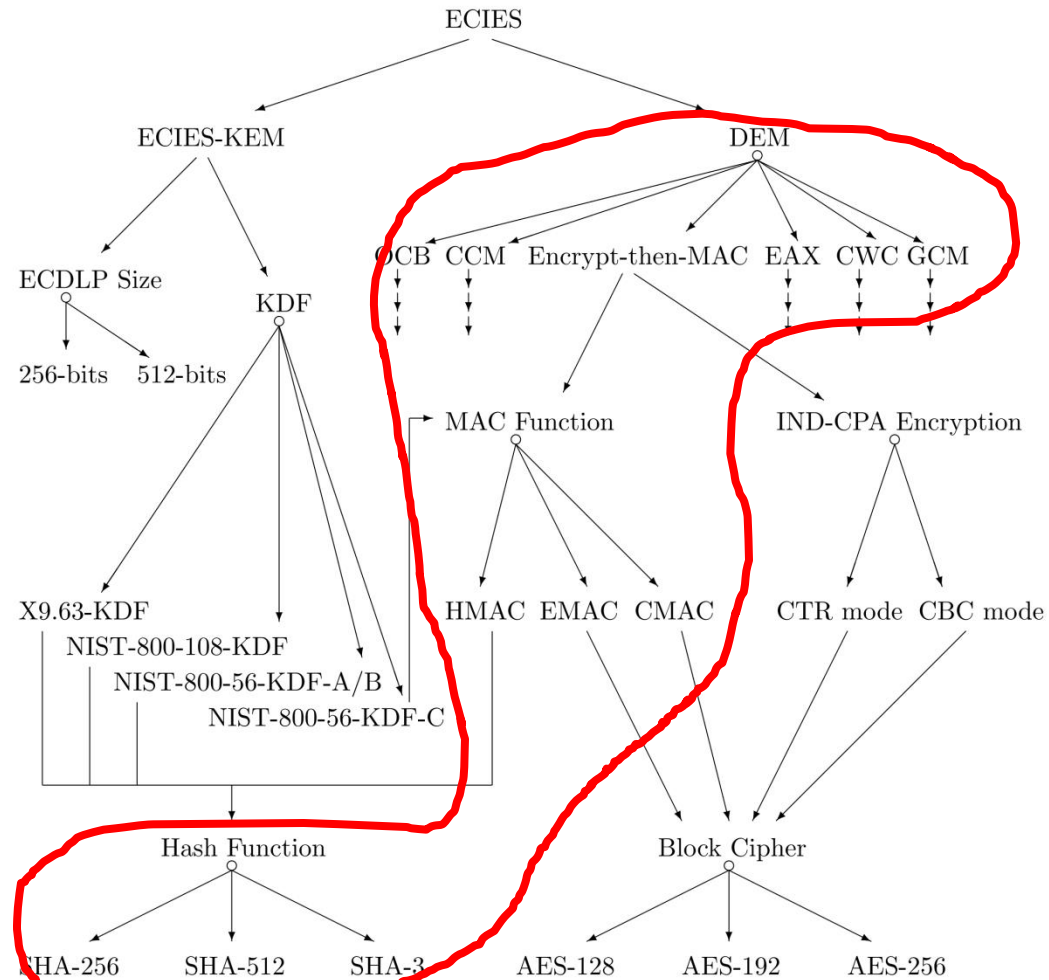 ECIES
ECIES-KEM DEM
OCB CCM Encrypt-then-MAC EAX CWC GCM
ECDLP Size
KDF
256-bits 512-bits
MAC Function IND-CPA Encryption
X9.63-KDF HMAC EMAC CMAC CTR mode CBC mode
NIST-800-108-KDF
NIST-800-56-KDF-A/B
NIST-800-56-KDF-C
Hash Function Block Cipher
SHA-256 SHA-512 SHA-3 AES-128 AES-192 AES-256